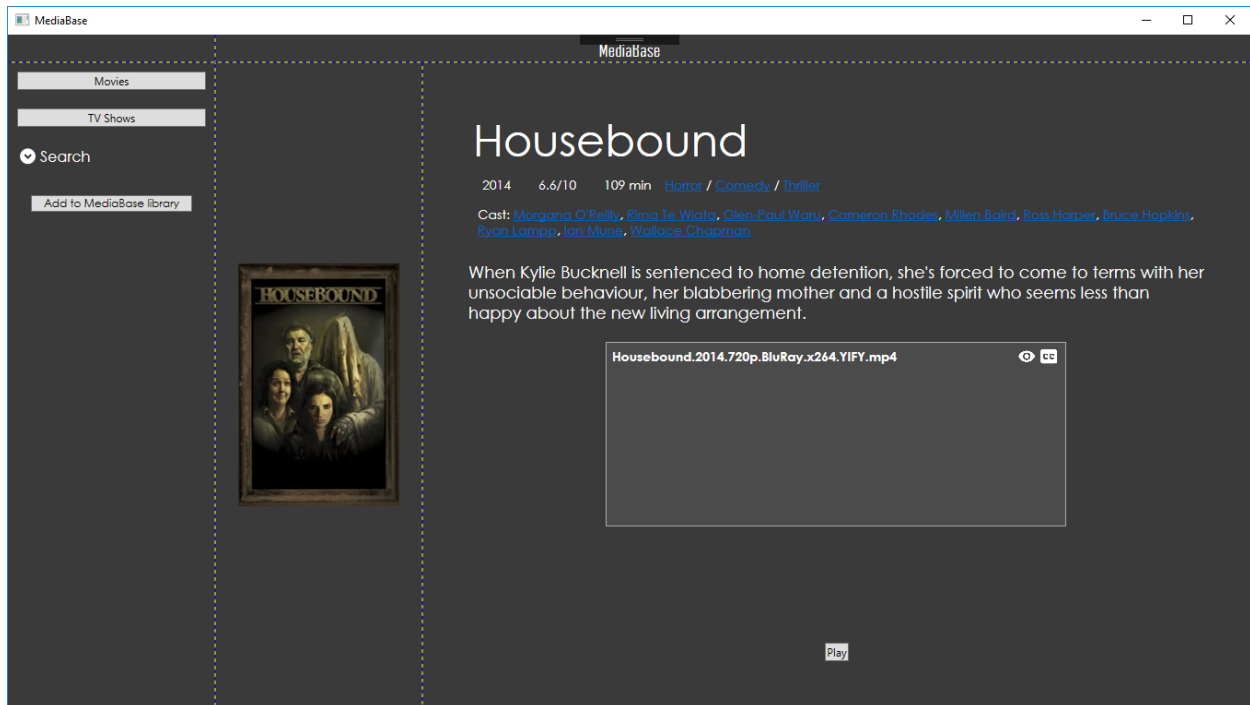 MediaBase
MediaBase
Movies
TV Shows
Search
Add to MediaBase library
HOUSEBOUND
Housebound
2014 6.6/10 109 min Horror / Comedy / Thriller
Cast: Morgana O'Reilly, Rima Te Wiata, Glen-Paul Waru, Cameron Rhodes, Millen Baird, Ross Harper, Bruce Hopkins,
Ryan Lampp, Ian Mune, Wallace Chapman
When Kylie Bucknell is sentenced to home detention, she's forced to come to terms with her
unsociable behaviour, her blabbering mother and a hostile spirit who seems less than
happy about the new living arrangement.
Housebound.2014.720p.BluRay.x264.YIFY.mp4 CC
Play